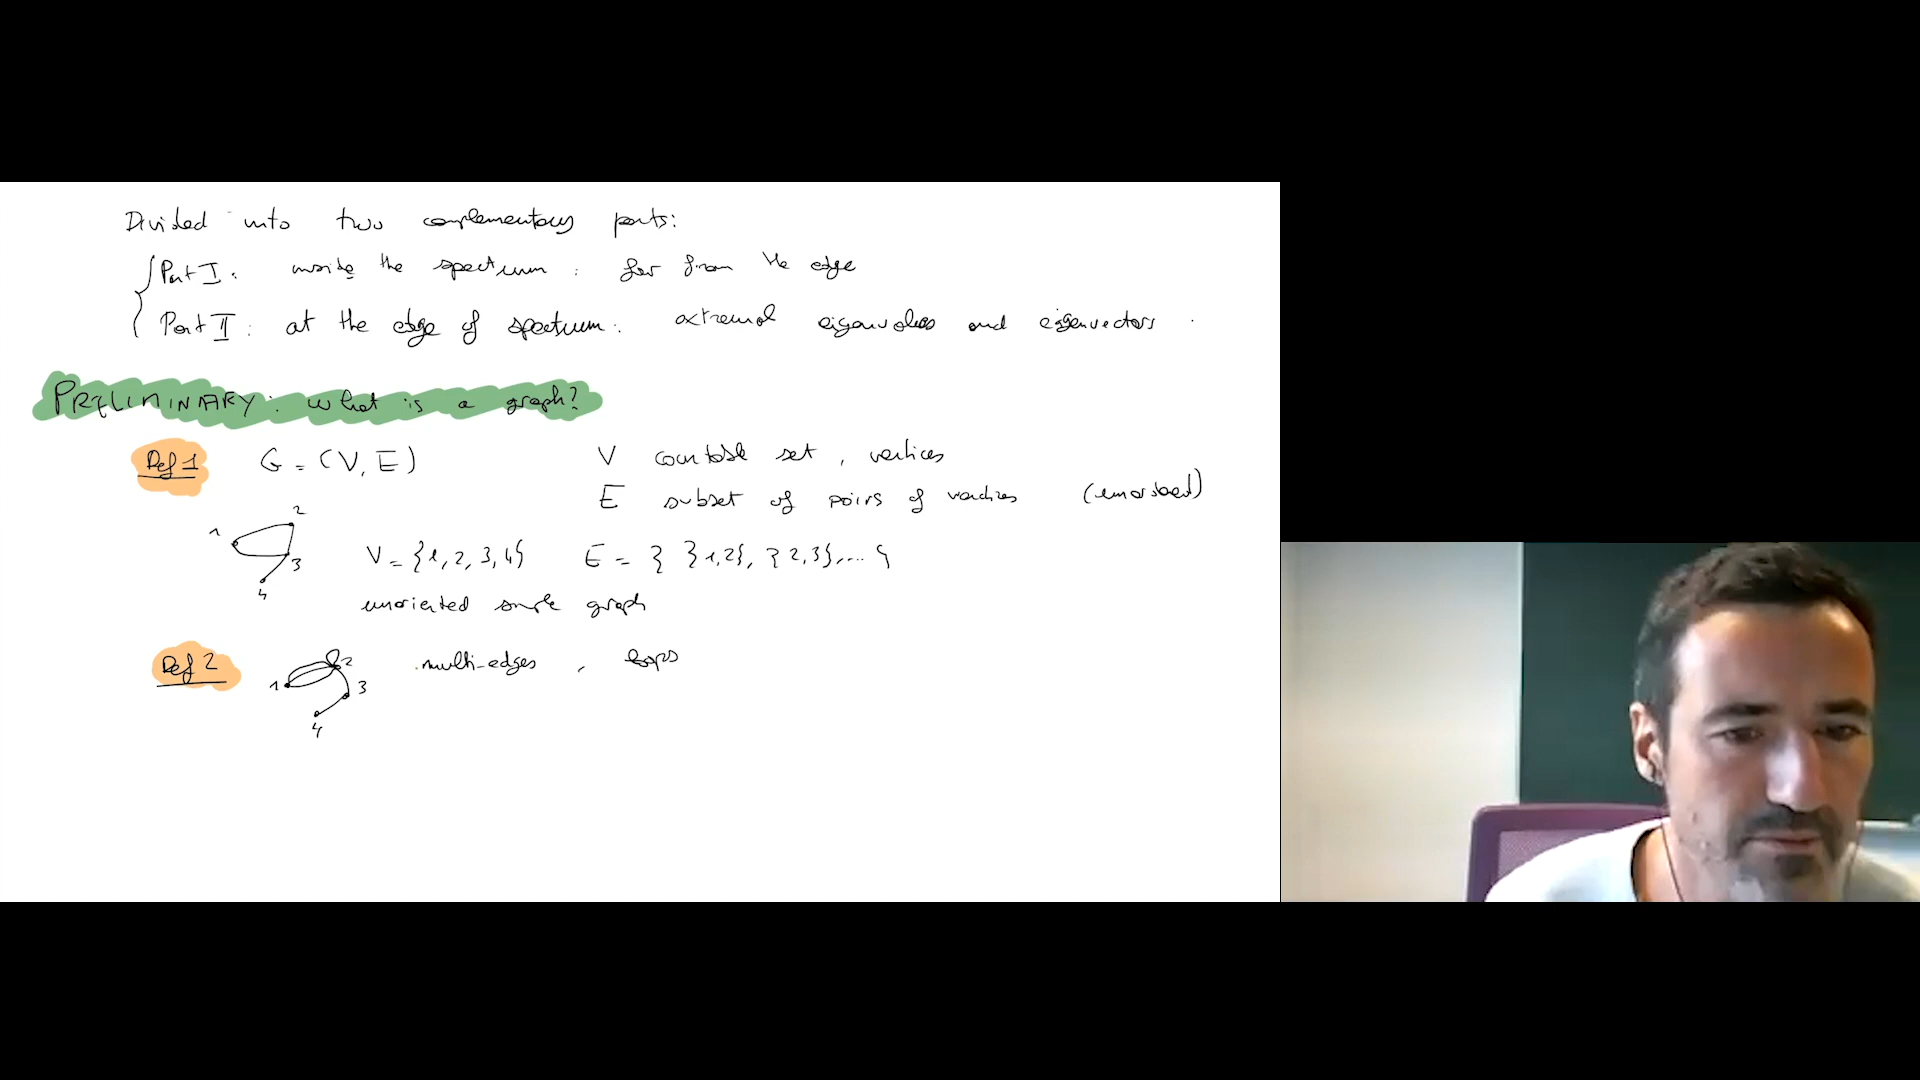 Divided into two complementary parts:
Part I: inside the spectrum: far from the edge
Part II: at the edge of spectrum: extremal eigenvalues and eigenvectors.
PRELIMINARY: what is a graph?
Def 1 G = (V, E) V countable set, vertices
E subset of pairs of vertices (unordered)
1 2 3 4
V = {1, 2, 3, 4} E = { {1,2}, {2,3}, ... }
unoriented simple graph
Def 2 multi-edges, loops
1 2 3 4